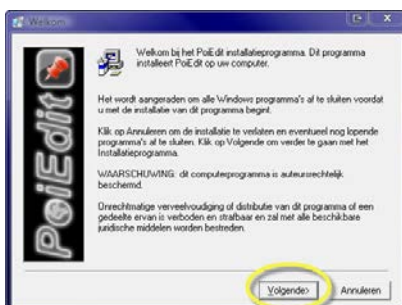 Welkom
PoiEdit
Welkom bij het PoiEdit installatieprogramma. Dit programma
installeert PoiEdit op uw computer.
Het wordt aangeraden om alle Windows programma's af te sluiten voordat
u met de installatie van dit programma begint.
Klik op Annuleren om de installatie te verlaten en eventueel nog lopende
programma's af te sluiten. Klik op Volgende om verder te gaan met het
Installatieprogramma.
WAARSCHUWING: dit computerprogramma is auteursrechtelijk
beschermd.
Onrechtmatige verveelvoudiging of distributie van dit programma of een
gedeelte ervan is verboden en strafbaar en zal met alle beschikbare
juridische middelen worden bestreden.
Volgende> Annuleren